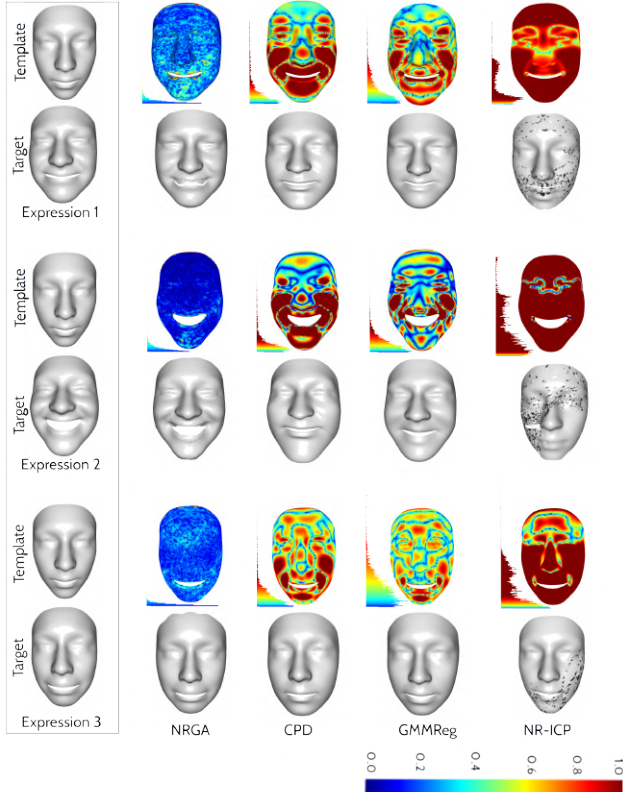 Template
Target
Expression 1
Template
Target
Expression 2
Template
Target
Expression 3
NRGA CPD GMMReg NR-ICP
0.0 0.2 0.4 0.6 0.8 1.0